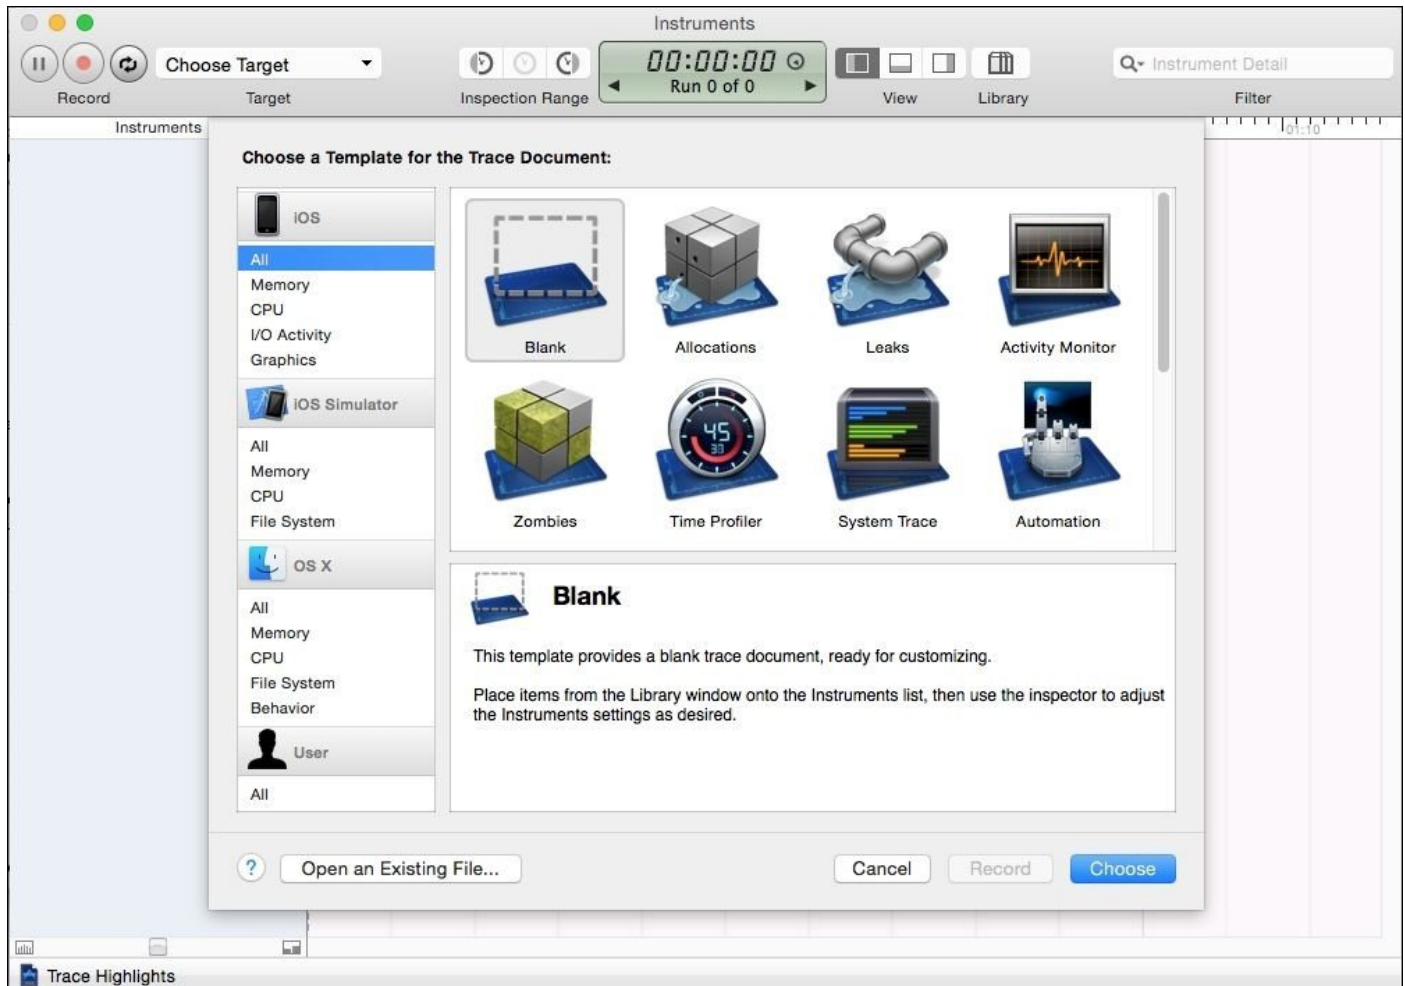 Instruments
Choose Target
00:00:00
Run 0 of 0
Instrument Detail
Record
Target
Inspection Range
View
Library
Filter
Instruments
01:10
Choose a Template for the Trace Document:
iOS
All
Memory
CPU
I/O Activity
Graphics
iOS Simulator
All
Memory
CPU
File System
OS X
All
Memory
CPU
File System
Behavior
User
All
Blank
Allocations
Leaks
Activity Monitor
45
Zombies
Time Profiler
System Trace
Automation
Blank
This template provides a blank trace document, ready for customizing.
Place items from the Library window onto the Instruments list, then use the inspector to adjust
the Instruments settings as desired.
?
Open an Existing File...
Cancel
Record
Choose
Trace Highlights